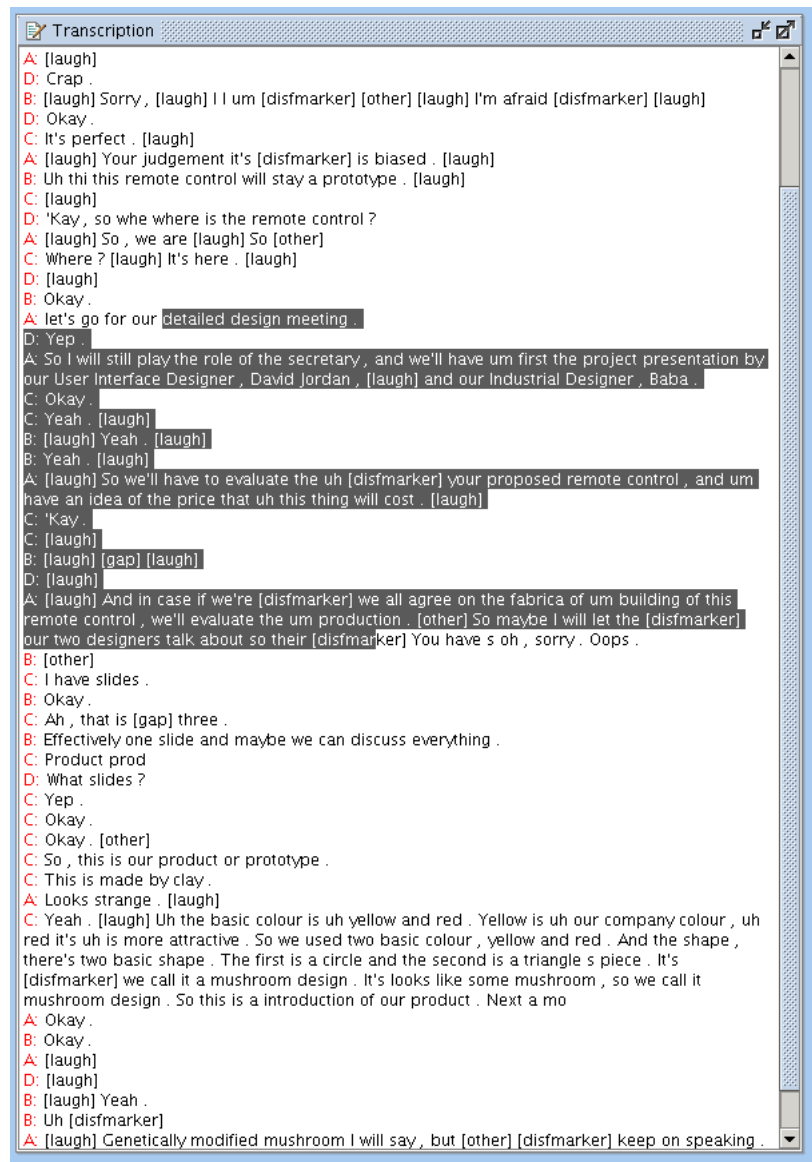 Transcription
A: [laugh]
D: Crap .
B: [laugh] Sorry , [laugh] I I um [disfmarker] [other] [laugh] I'm afraid [disfmarker] [laugh]
D: Okay .
C: It's perfect . [laugh]
A: [laugh] Your judgement it's [disfmarker] is biased . [laugh]
B: Uh thi this remote control will stay a prototype . [laugh]
C: [laugh]
D: 'Kay , so whe where is the remote control ?
A: [laugh] So , we are [laugh] So [other]
C: Where ? [laugh] It's here . [laugh]
D: [laugh]
B: Okay .
A: let's go for our detailed design meeting .
D: Yep .
A: So I will still play the role of the secretary , and we'll have um first the project presentation by
our User Interface Designer , David Jordan , [laugh] and our Industrial Designer , Baba .
C: Okay .
C: Yeah . [laugh]
B: [laugh] Yeah . [laugh]
B: Yeah . [laugh]
A: [laugh] So we'll have to evaluate the uh [disfmarker] your proposed remote control , and um
have an idea of the price that uh this thing will cost . [laugh]
C: 'Kay .
C: [laugh]
B: [laugh] [gap] [laugh]
D: [laugh]
A: [laugh] And in case if we're [disfmarker] we all agree on the fabrica of um building of this
remote control , we'll evaluate the um production . [other] So maybe I will let the [disfmarker]
our two designers talk about so their [disfmarker] You have s oh , sorry . Oops .
B: [other]
C: I have slides .
B: Okay .
C: Ah , that is [gap] three .
B: Effectively one slide and maybe we can discuss everything .
C: Product prod
D: What slides ?
C: Yep .
C: Okay .
C: Okay . [other]
C: So , this is our product or prototype .
C: This is made by clay .
A: Looks strange . [laugh]
C: Yeah . [laugh] Uh the basic colour is uh yellow and red . Yellow is uh our company colour , uh
red it's uh is more attractive . So we used two basic colour , yellow and red . And the shape ,
there's two basic shape . The first is a circle and the second is a triangle s piece . It's
[disfmarker] we call it a mushroom design . It's looks like some mushroom , so we call it
mushroom design . So this is a introduction of our product . Next a mo
A: Okay .
B: Okay .
A: [laugh]
D: [laugh]
B: [laugh] Yeah .
B: Uh [disfmarker]
A: [laugh] Genetically modified mushroom I will say , but [other] [disfmarker] keep on speaking .